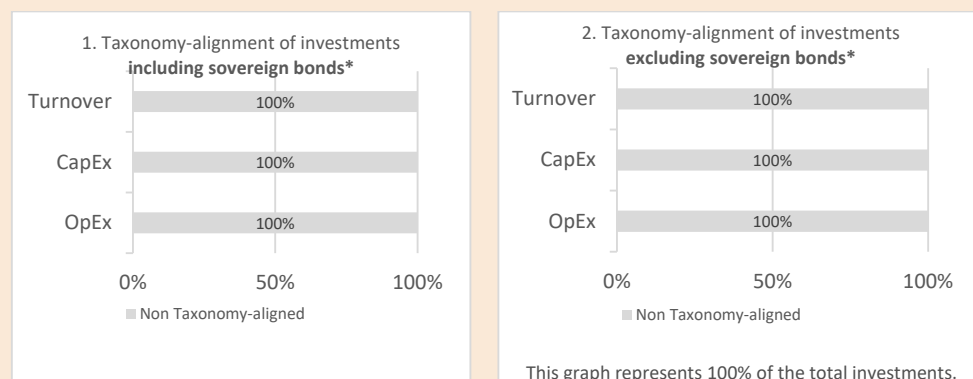 1. Taxonomy-alignment of investments
including sovereign bonds*
Turnover
100%
CapEx
100%
OpEx
100%
0%
50%
100%
Non Taxonomy-aligned
2. Taxonomy-alignment of investments
excluding sovereign bonds*
Turnover
100%
CapEx
100%
OpEx
100%
0%
50%
100%
Non Taxonomy-aligned
This graph represents 100% of the total investments.